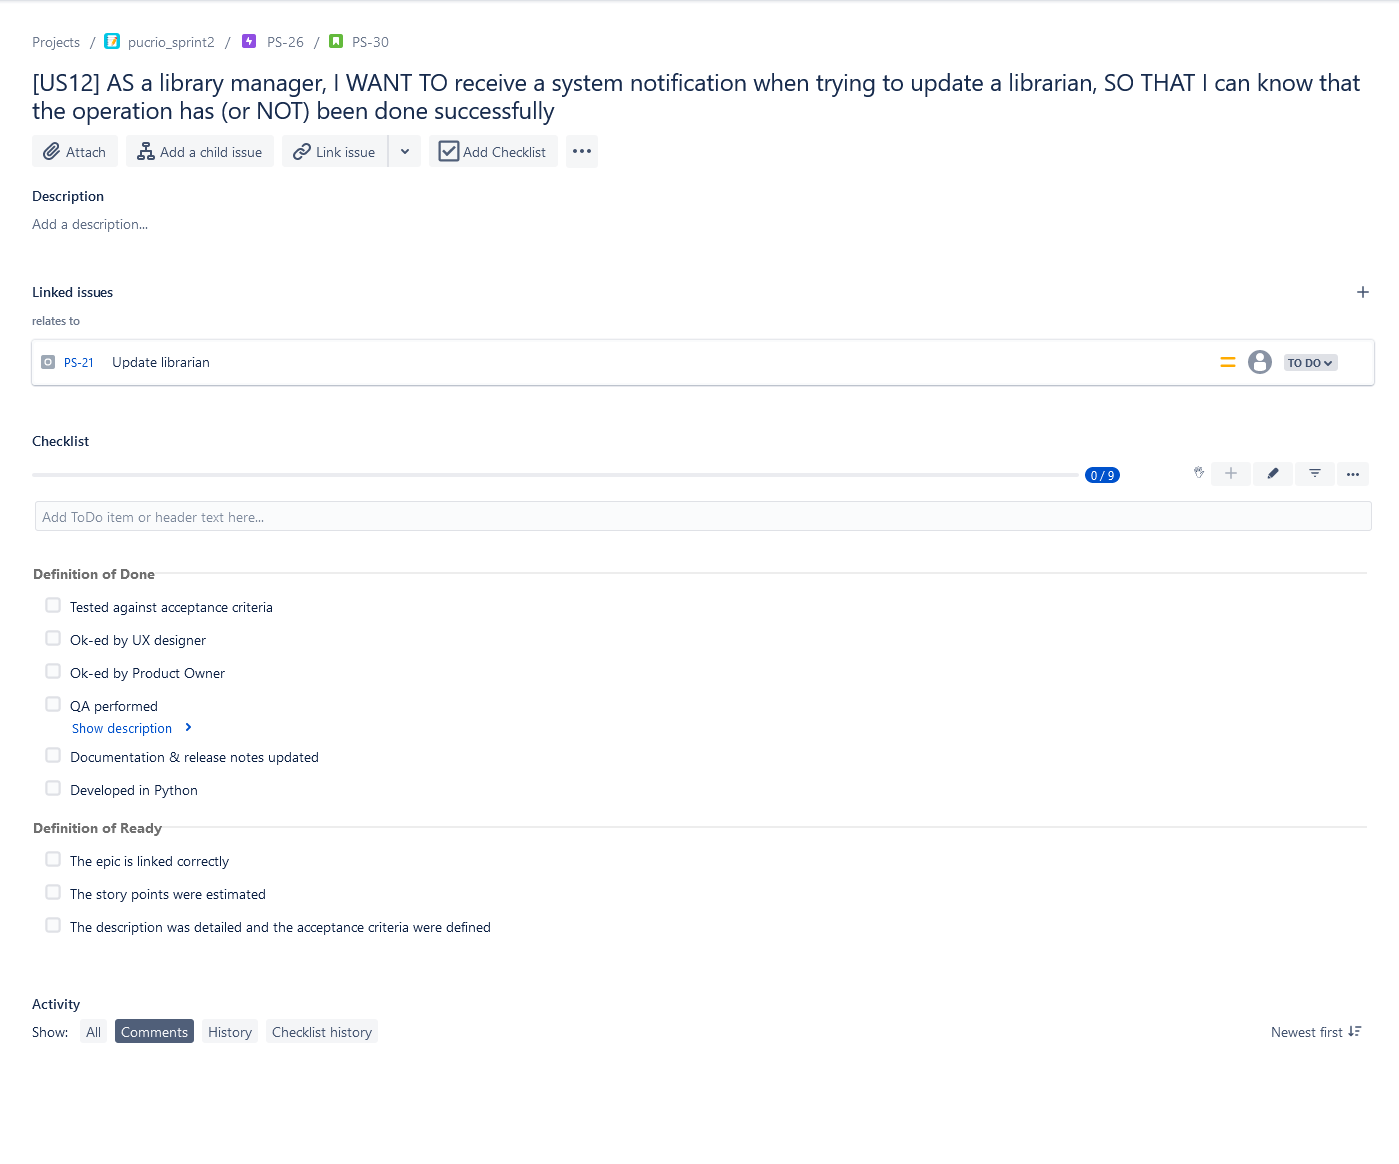 Projects / pucrio_sprint2 / PS-26 / PS-30
[US12] AS a library manager, I WANT TO receive a system notification when trying to update a librarian, SO THAT I can know that
the operation has (or NOT) been done successfully
Attach Add a child issue Link issue Add Checklist
Description
Add a description...
Linked issues
relates to
PS-21 Update librarian TO DO
Checklist
0 / 9
Add ToDo item or header text here...
Definition of Done
Tested against acceptance criteria
Ok-ed by UX designer
Ok-ed by Product Owner
QA performed
Show description
Documentation & release notes updated
Developed in Python
Definition of Ready
The epic is linked correctly
The story points were estimated
The description was detailed and the acceptance criteria were defined
Activity
Show: All Comments History Checklist history Newest first